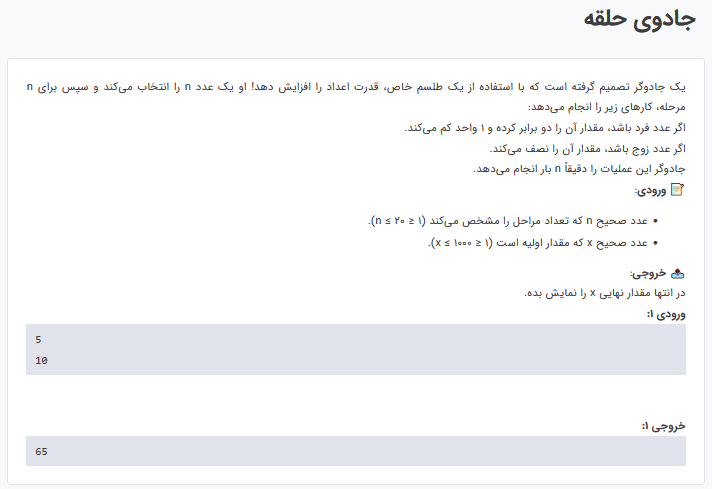 جادوی حلقه
یک جادوگر تصمیم گرفته است که با استفاده از یک طلسم خاص، قدرت اعداد را افزایش دهد! او یک عدد n را انتخاب می‌کند و سپس برای n
مرحله، کارهای زیر را انجام می‌دهد:
اگر عدد فرد باشد، مقدار آن را دو برابر کرده و ۱ واحد کم می‌کند.
اگر عدد زوج باشد، مقدار آن را نصف می‌کند.
جادوگر این عملیات را دقیقاً n بار انجام می‌دهد.
📝 ورودی:
• عدد صحیح n که تعداد مراحل را مشخص می‌کند (۱ ≤ n ≤ ۲۰).
• عدد صحیح x که مقدار اولیه است (۱ ≤ x ≤ ۱۰۰۰).
📤 خروجی:
در انتها مقدار نهایی x را نمایش بده.
ورودی ۱:
5
10
خروجی ۱:
65